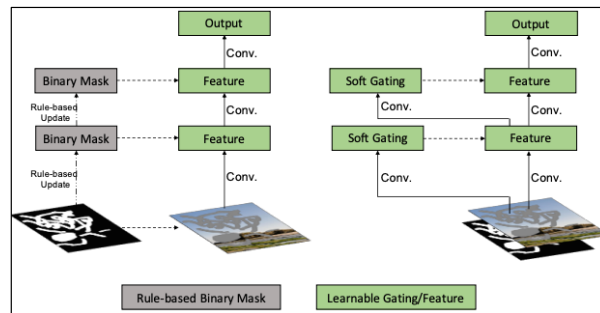 Output
Output
Conv.
Conv.
Binary Mask
Feature
Soft Gating
Feature
Rule-based
Update
Conv.
Conv.
Conv.
Binary Mask
Feature
Soft Gating
Feature
Rule-based
Update
Conv.
Conv.
Conv.
Rule-based Binary Mask
Learnable Gating/Feature